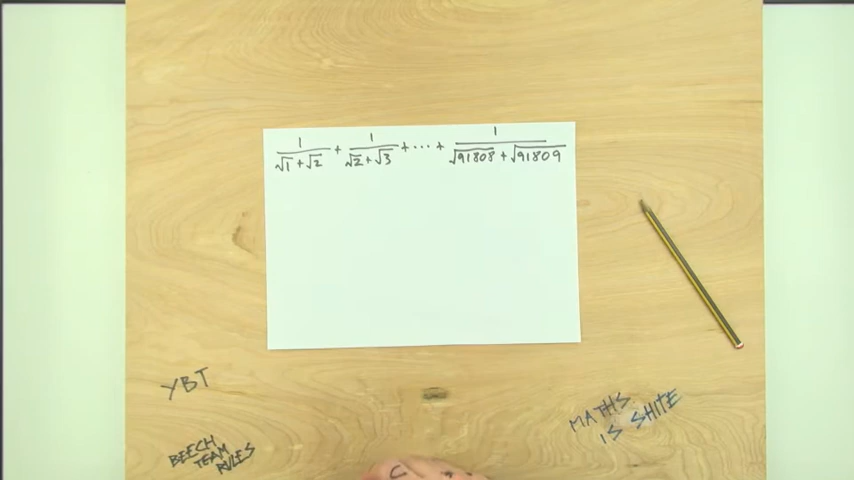 1/(√1+√2) + 1/(√2+√3) + ··· + 1/(√91808+√91809)
YBT
MATHS
IS SHITE
BEECH
TEAM
RULES